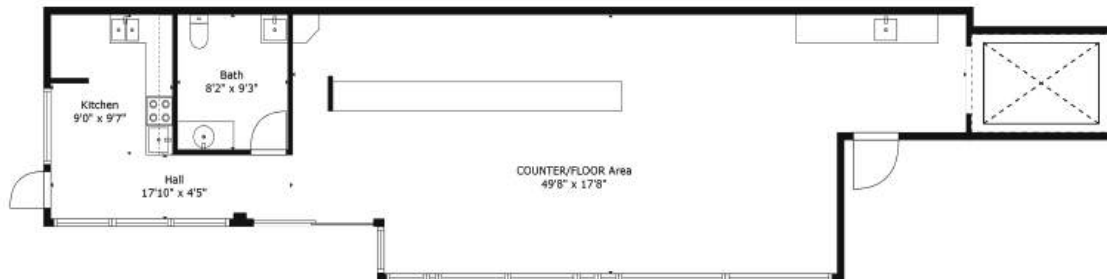 Bath
8'2" x 9'3"
Kitchen
9'0" x 9'7"
Hall
17'10" x 4'5"
COUNTER/FLOOR Area
49'8" x 17'8"